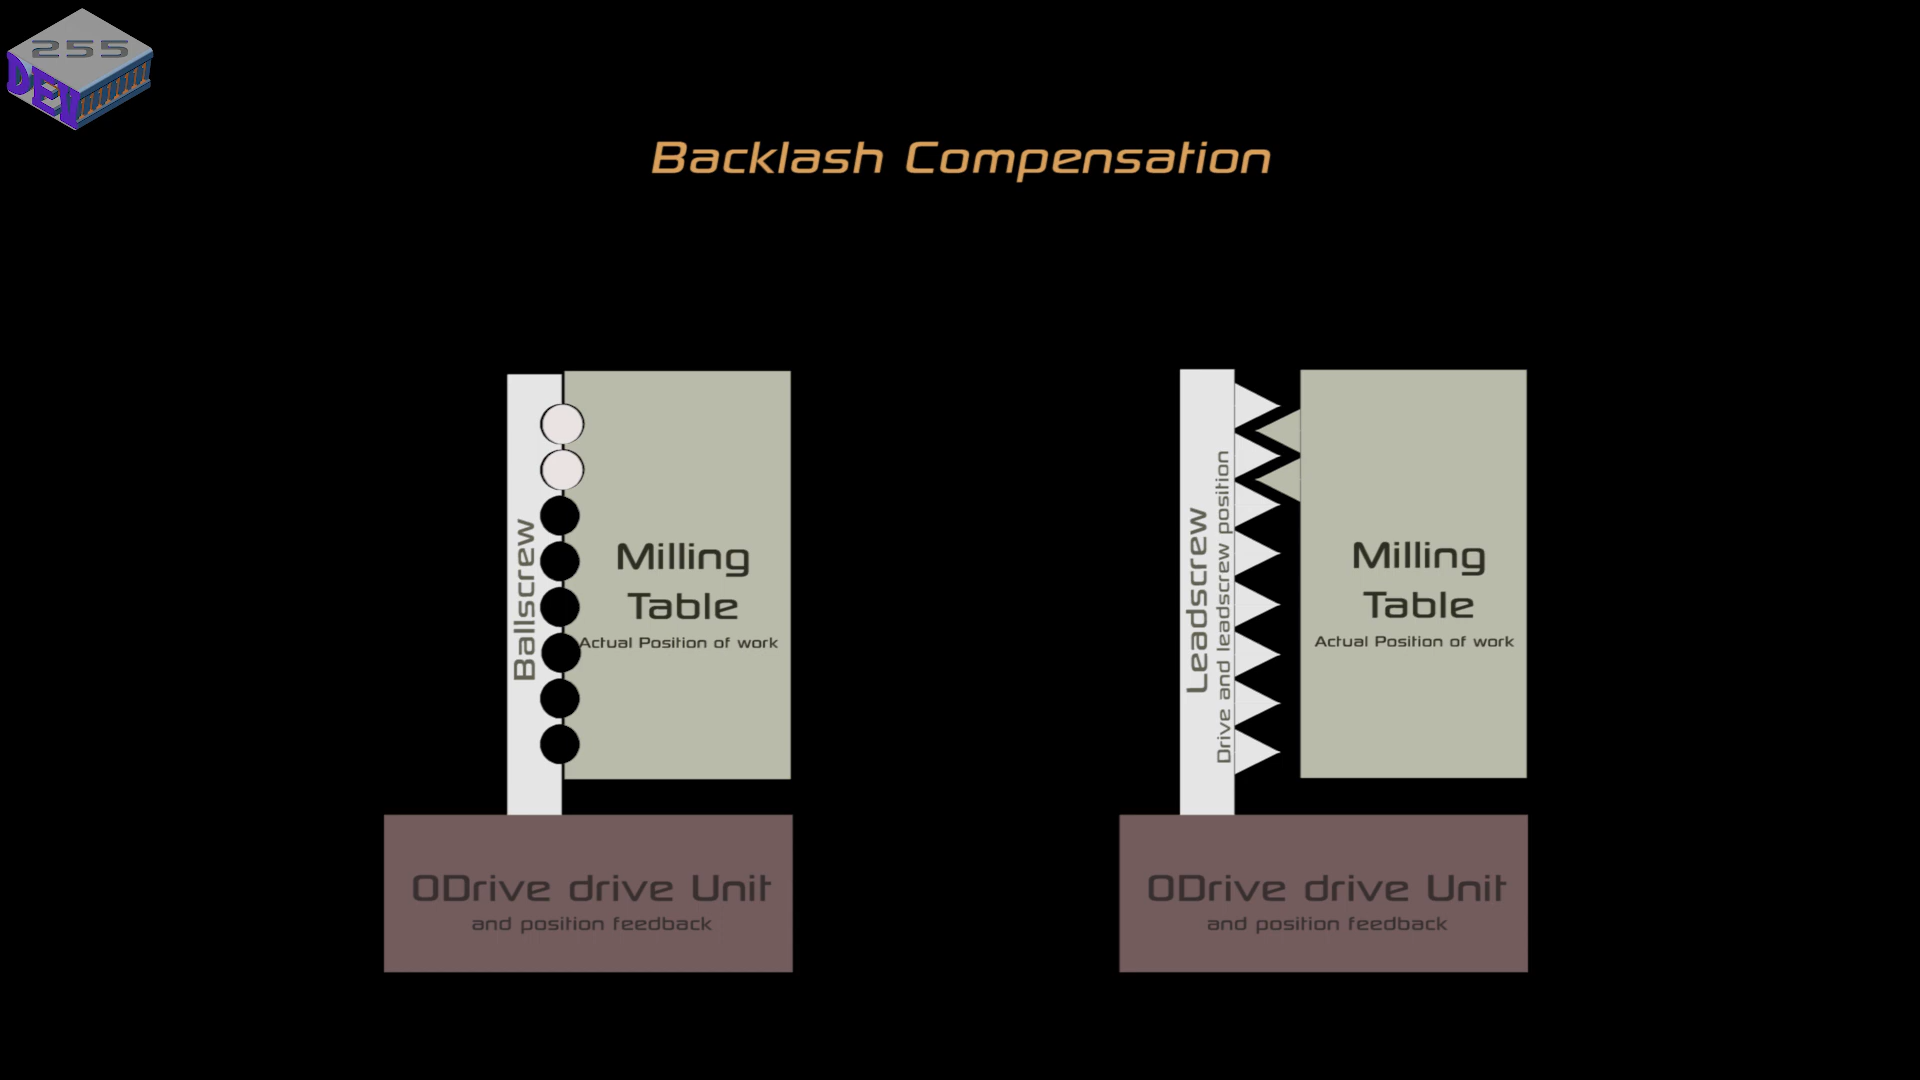 255
DEV
Backlash Compensation
Ballscrew
Milling
Table
Actual Position of work
ODrive drive Unit
and position feedback
Leadscrew
Drive and leadscrew position
Milling
Table
Actual Position of work
ODrive drive Unit
and position feedback